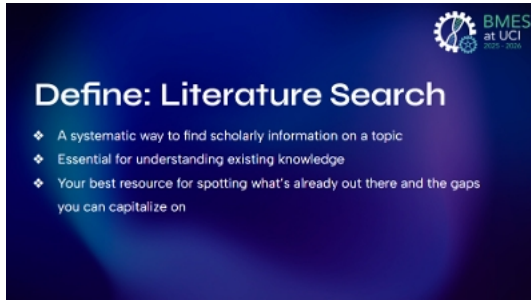 BMES
at UCI
2025 - 2026
Define: Literature Search
❖ A systematic way to find scholarly information on a topic
❖ Essential for understanding existing knowledge
❖ Your best resource for spotting what's already out there and the gaps
you can capitalize on